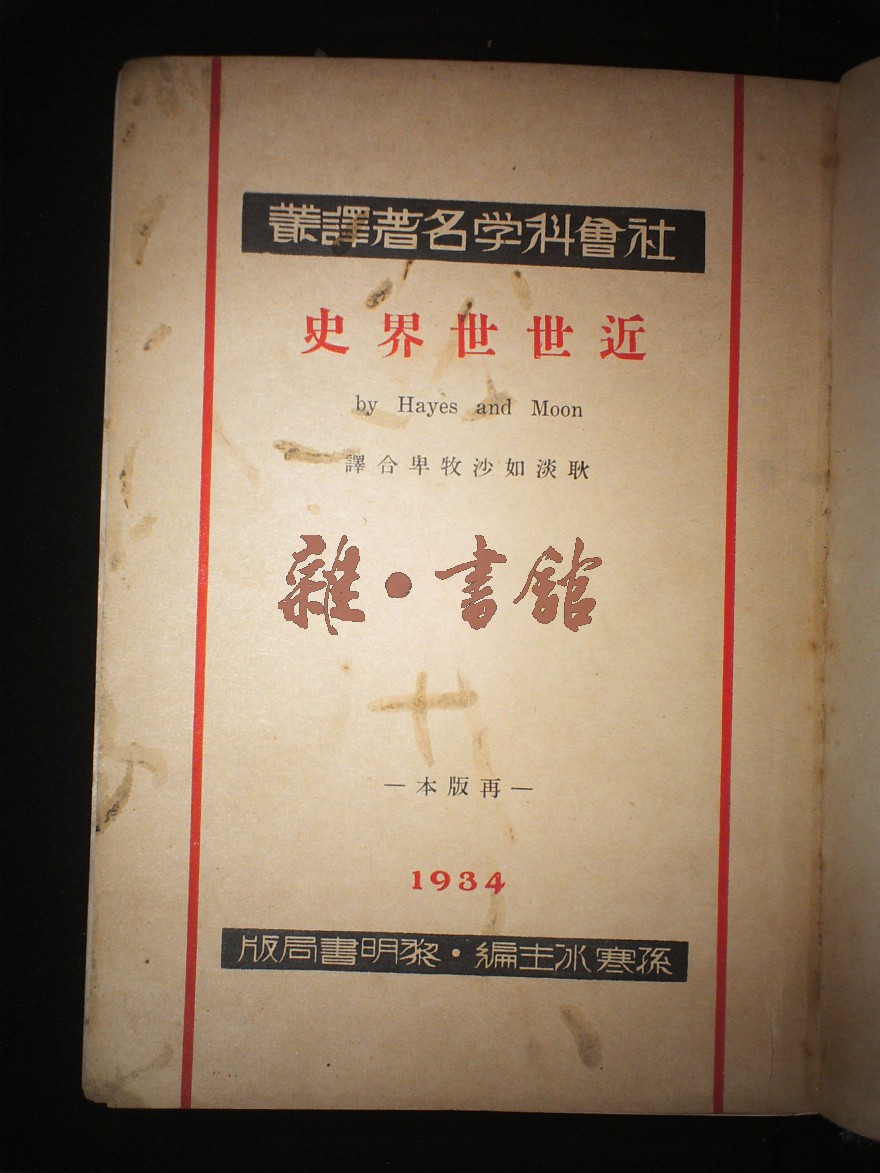 社會科学名著譯叢
近世世界史
by Hayes and Moon
耿淡如沙牧卑合譯
雜·書館
—再版本—
1934
孫寒冰主編·黎明書局版